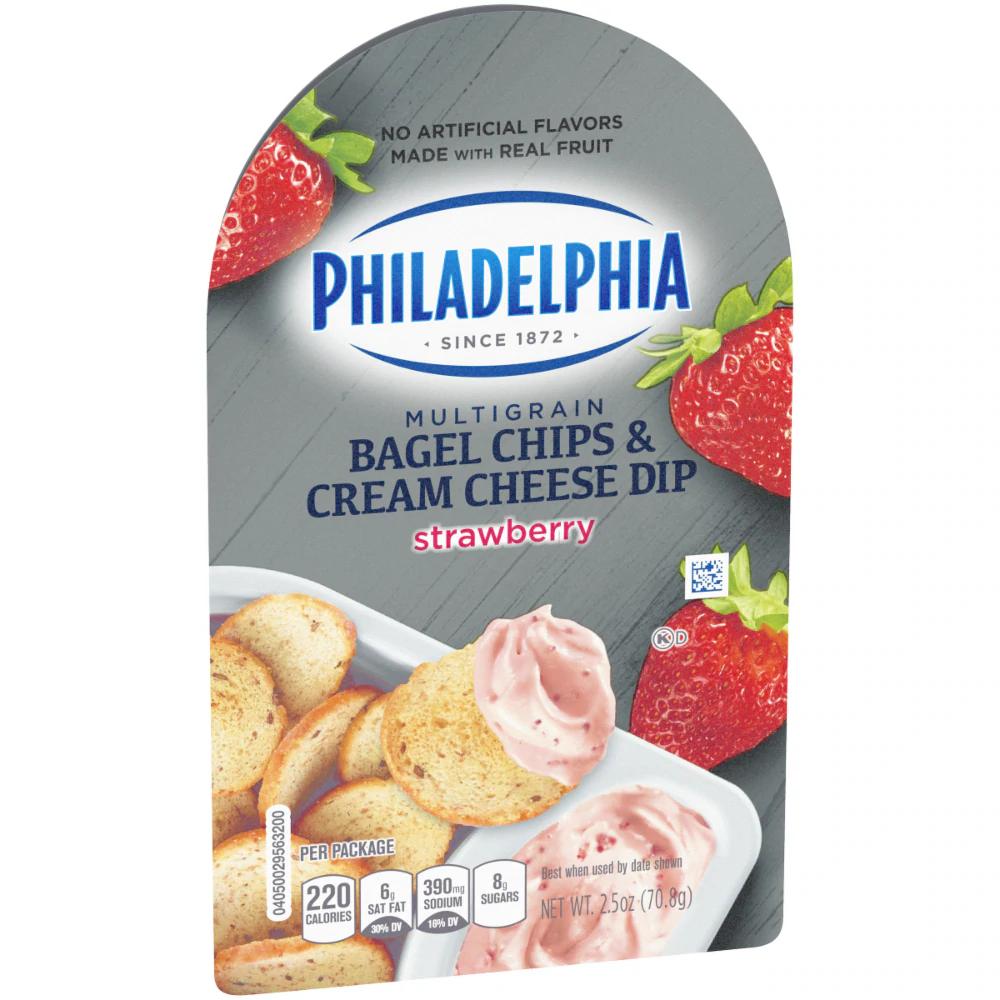 NO ARTIFICIAL FLAVORS
MADE WITH REAL FRUIT
PHILADELPHIA
SINCE 1872
MULTIGRAIN
BAGEL CHIPS &
CREAM CHEESE DIP
strawberry
K D
04050029563200
PER PACKAGE
220 CALORIES
6g SAT FAT 30% DV
390mg SODIUM 16% DV
8g SUGARS
Best when used by date shown
NET WT. 2.5oz (70.8g)